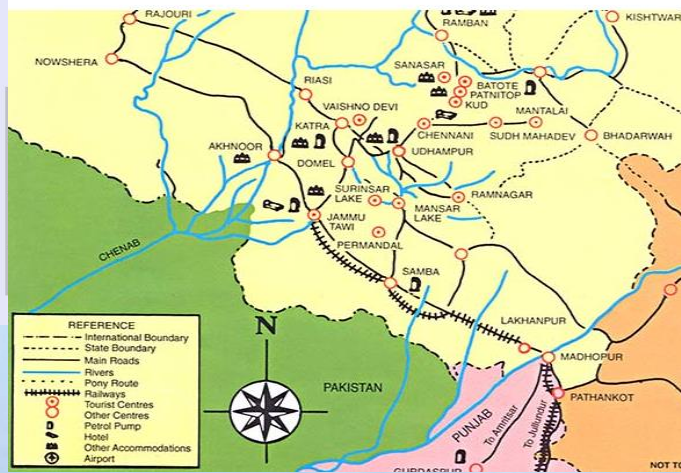 RAJOURI
RAMBAN
KISHTWAR
NOWSHERA
SANASAR
RIASI
BATOTE
PATNITOP
KUD
VAISHNO DEVI
MANTALAI
KATRA
CHENNANI
SUDH MAHADEV
BHADARWAH
AKHNOOR
DOMEL
UDHAMPUR
SURINSAR
LAKE
RAMNAGAR
MANSAR
LAKE
JAMMU
TAWI
PERMANDAL
CHENAB
SAMBA
LAKHANPUR
N
MADHOPUR
PAKISTAN
PATHANKOT
PUNJAB
To Amritsar
To Jullundur
GURDASPUR
NOT TO
REFERENCE
International Boundary
State Boundary
Main Roads
Rivers
Pony Route
Railways
Tourist Centres
Other Centres
Petrol Pump
Hotel
Other Accommodations
Airport